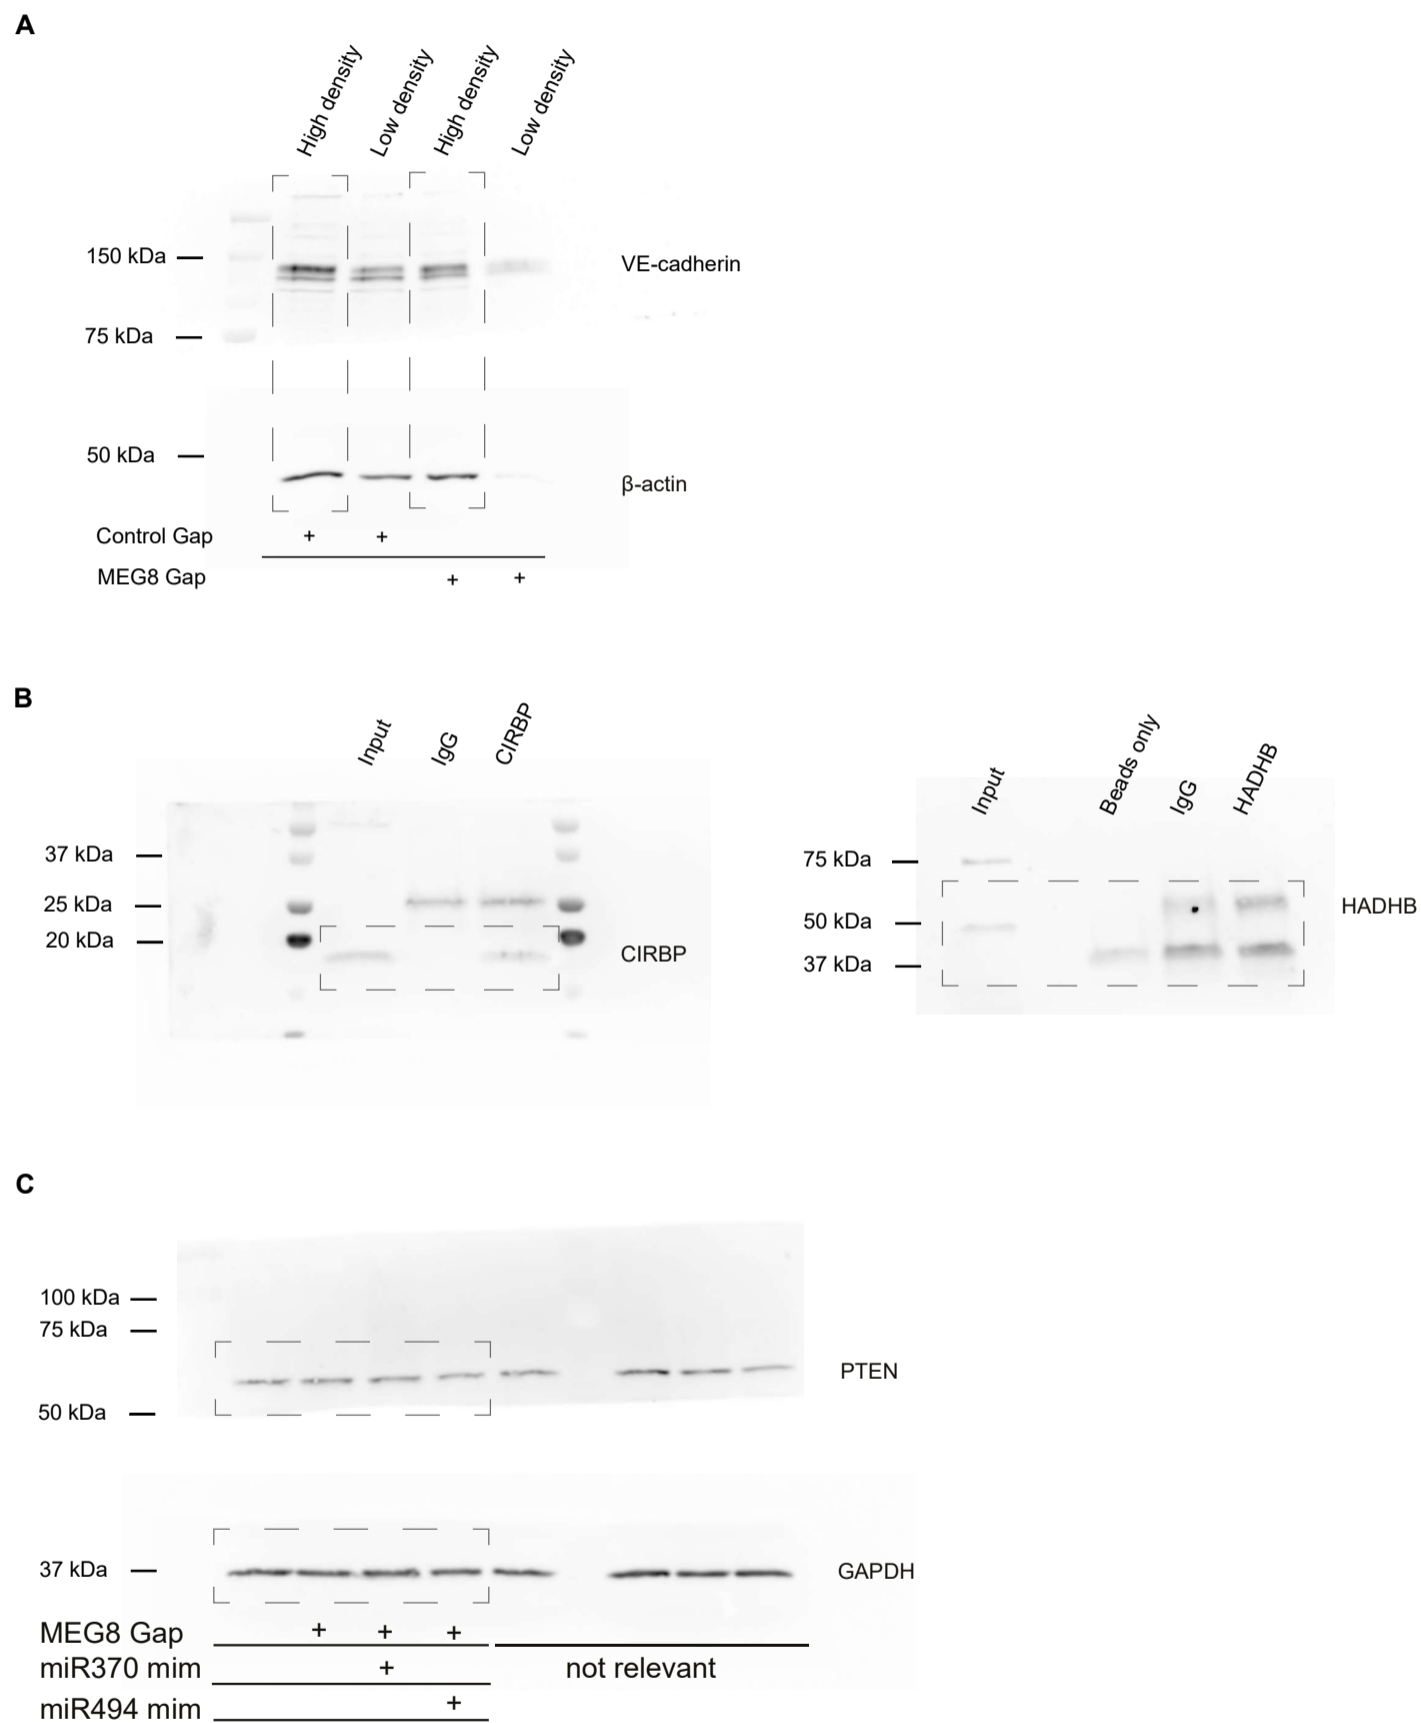 A
High density
Low density
High density
Low density
150 kDa
VE-cadherin
75 kDa
50 kDa
β-actin
Control Gap + +
MEG8 Gap + +
B
Input
IgG
CIRBP
37 kDa
25 kDa
20 kDa
CIRBP
Input
Beads only
IgG
HADHB
75 kDa
HADHB
50 kDa
37 kDa
C
100 kDa
75 kDa
PTEN
50 kDa
37 kDa
GAPDH
MEG8 Gap + + +
miR370 mim + not relevant
miR494 mim +